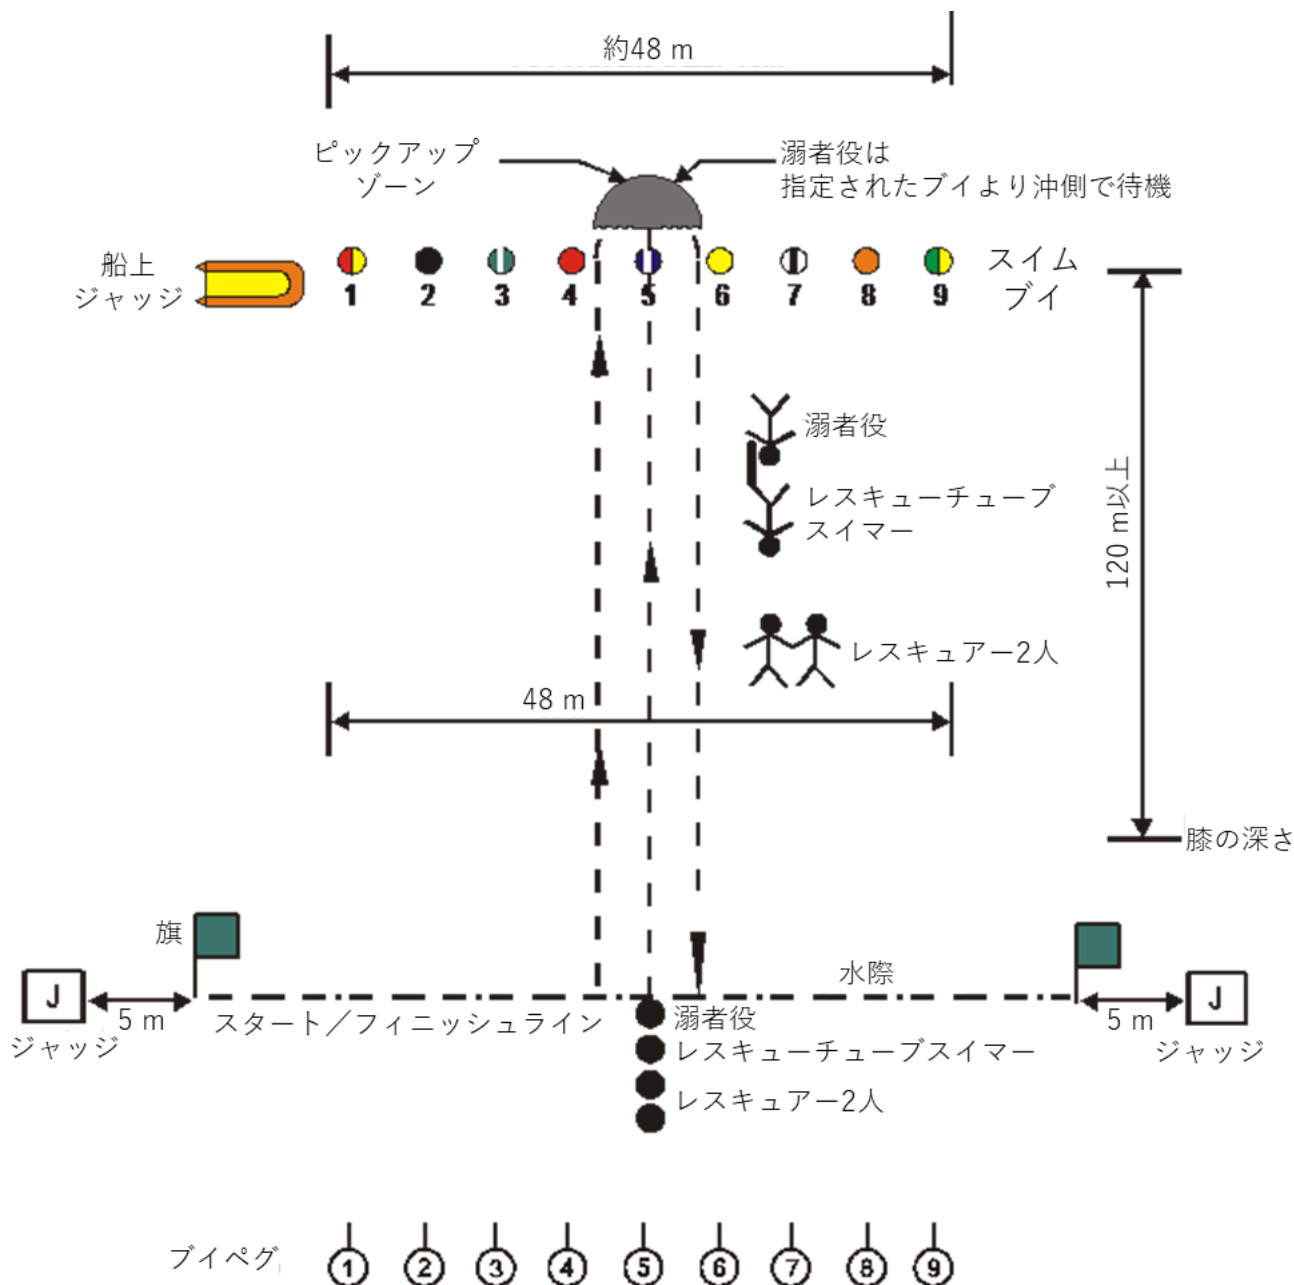 約48 m
ピックアップ
ゾーン
溺者役は
指定されたブイより沖側で待機
船上
ジャッジ
1 2 3 4 5 6 7 8 9
スイム
ブイ
溺者役
レスキューチューブ
スイマー
120 m以上
レスキュアー2人
48 m
膝の深さ
旗
水際
J
5 m
ジャッジ
スタート／フィニッシュライン
溺者役
レスキューチューブスイマー
レスキュアー2人
J
5 m
ジャッジ
ブイペグ
1 2 3 4 5 6 7 8 9